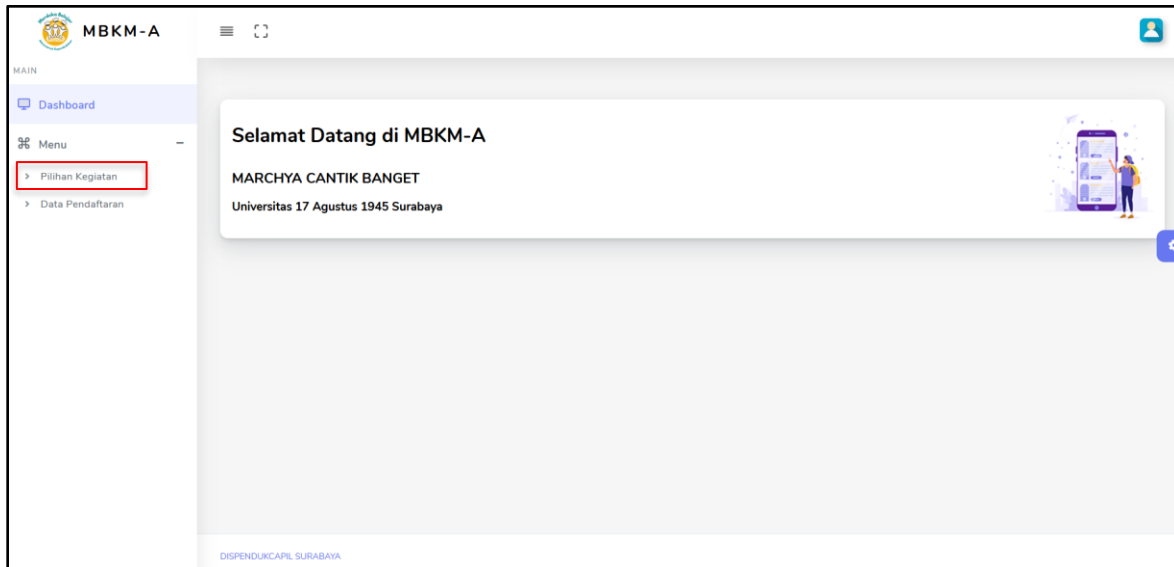 MBKM-A
MAIN
Dashboard
Menu
Pilihan Kegiatan
Data Pendaftaran
Selamat Datang di MBKM-A
MARCHYA CANTIK BANGET
Universitas 17 Agustus 1945 Surabaya
DISPENDUKCAPIL SURABAYA